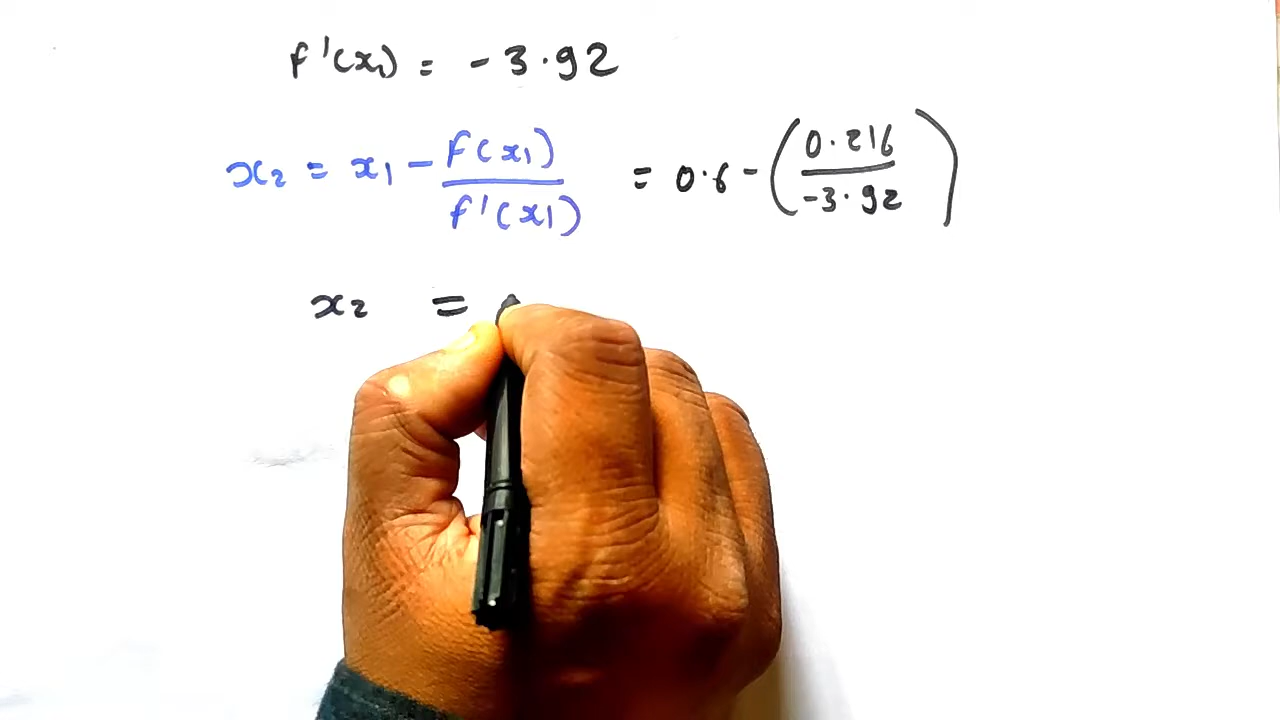 f'(x₁) = -3.92
x₂ = x₁ - f(x₁)/f'(x₁) = 0.6 - (0.216/-3.92)
x₂ =